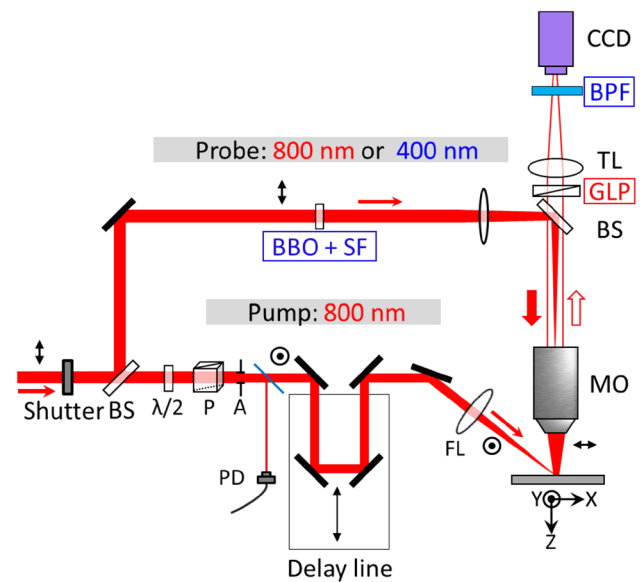 CCD
BPF
Probe: 800 nm or 400 nm
TL
GLP
BS
BBO + SF
Pump: 800 nm
MO
Shutter BS λ/2 P A
FL
PD
Y X
Z
Delay line